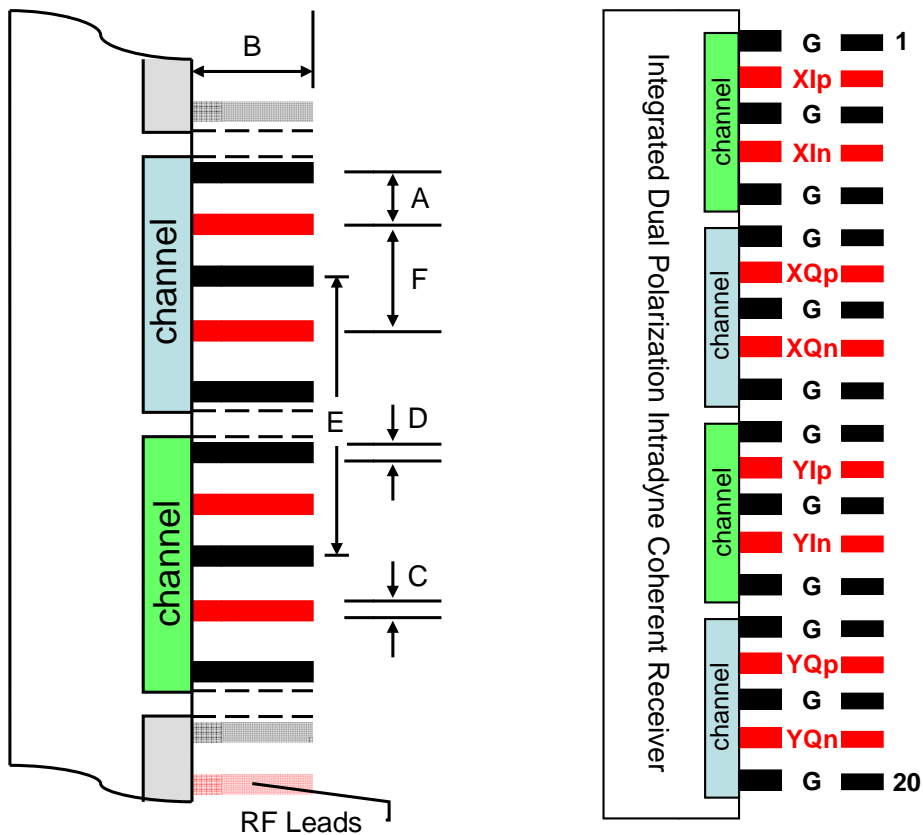 B
A
F
E
D
C
channel
channel
RF Leads
Integrated Dual Polarization Intradyne Coherent Receiver
channel
channel
channel
channel
G 1
XIp
G
XIn
G
G
XQp
G
XQn
G
G
YIp
G
YIn
G
G
YQp
G
YQn
G 20